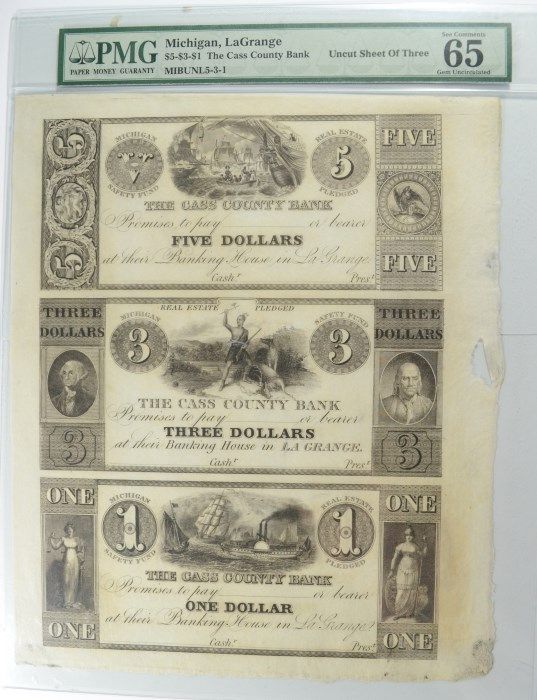 PMG
PAPER MONEY GUARANTY
Michigan, LaGrange
$5-$3-$1 The Cass County Bank
MIBUNL5-3-1
Uncut Sheet Of Three
See Comments
65
Gem Uncirculated
5
5
MICHIGAN
V V
V
SAFETY FUND
REAL ESTATE
5
PLEDGED
FIVE
FIVE
THE CASS COUNTY BANK
Promises to pay or bearer
FIVE DOLLARS
at their Banking House in La Grange.
Cash.r Pres.t
THREE
DOLLARS
3
MICHIGAN
REAL ESTATE PLEDGED
SAFETY FUND
3
3
THREE
DOLLARS
3
THE CASS COUNTY BANK
Promises to pay or bearer
THREE DOLLARS
at their Banking House in LA GRANGE.
Cash.r Pres.t
ONE
ONE
MICHIGAN
1
SAFETY FUND
REAL ESTATE
1
PLEDGED
ONE
ONE
THE CASS COUNTY BANK
Promises to pay or bearer
ONE DOLLAR
at their Banking House in La Grange.
Cash.r Pres.t